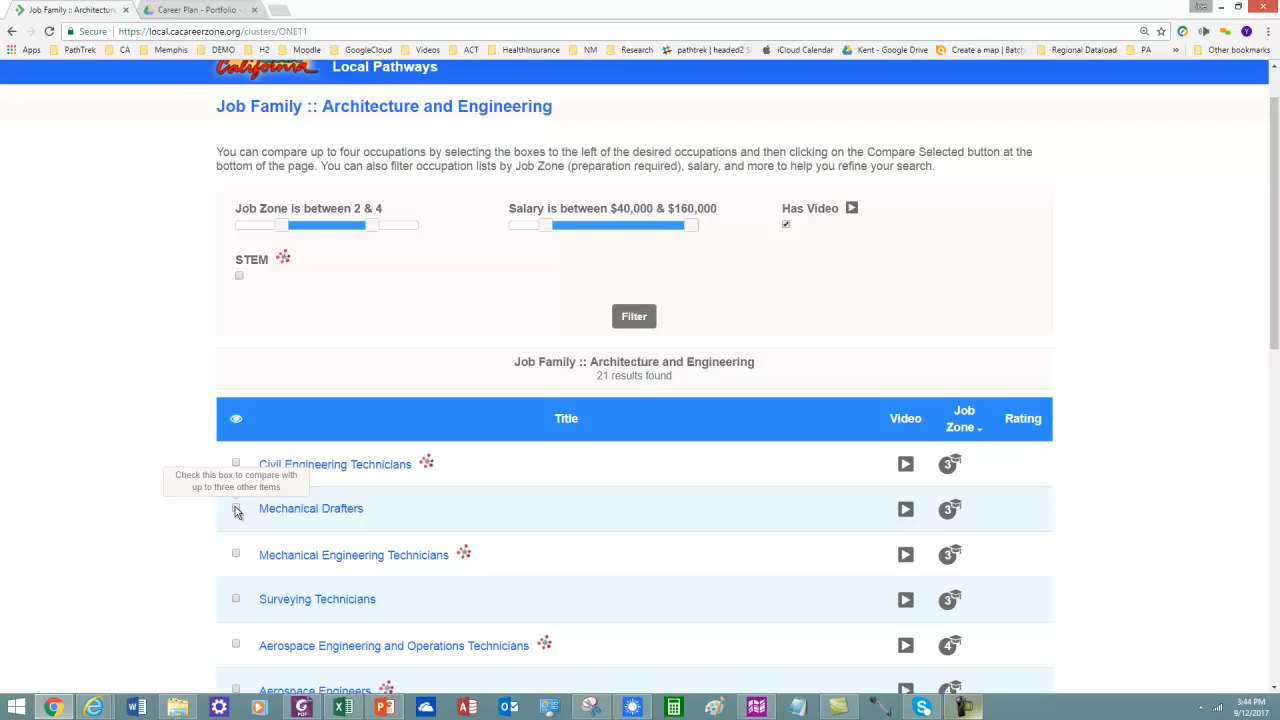 Job Family :: Architectur
Career Plan - Portfolio -
Secure
https://local.cacareerzone.org/clusters/ONET1
Apps PathTrek CA Memphis DEMO H2 Moodle GoogleCloud Videos ACT HealthInsurance NM Research pathtrek | headed2 iCloud Calendar Kent - Google Drive Create a map | Batch Regional Dataload PA » Other bookmarks
California Local Pathways
Job Family :: Architecture and Engineering
You can compare up to four occupations by selecting the boxes to the left of the desired occupations and then clicking on the Compare Selected button at the
bottom of the page. You can also filter occupation lists by Job Zone (preparation required), salary, and more to help you refine your search.
Job Zone is between 2 & 4 Salary is between $40,000 & $160,000 Has Video
STEM
Filter
Job Family :: Architecture and Engineering
21 results found
Title Video Job Zone Rating
Civil Engineering Technicians 3
Check this box to compare with
up to three other items
Mechanical Drafters 3
Mechanical Engineering Technicians 3
Surveying Technicians 3
Aerospace Engineering and Operations Technicians 4
Aerospace Engineers
3:44 PM
9/12/2017